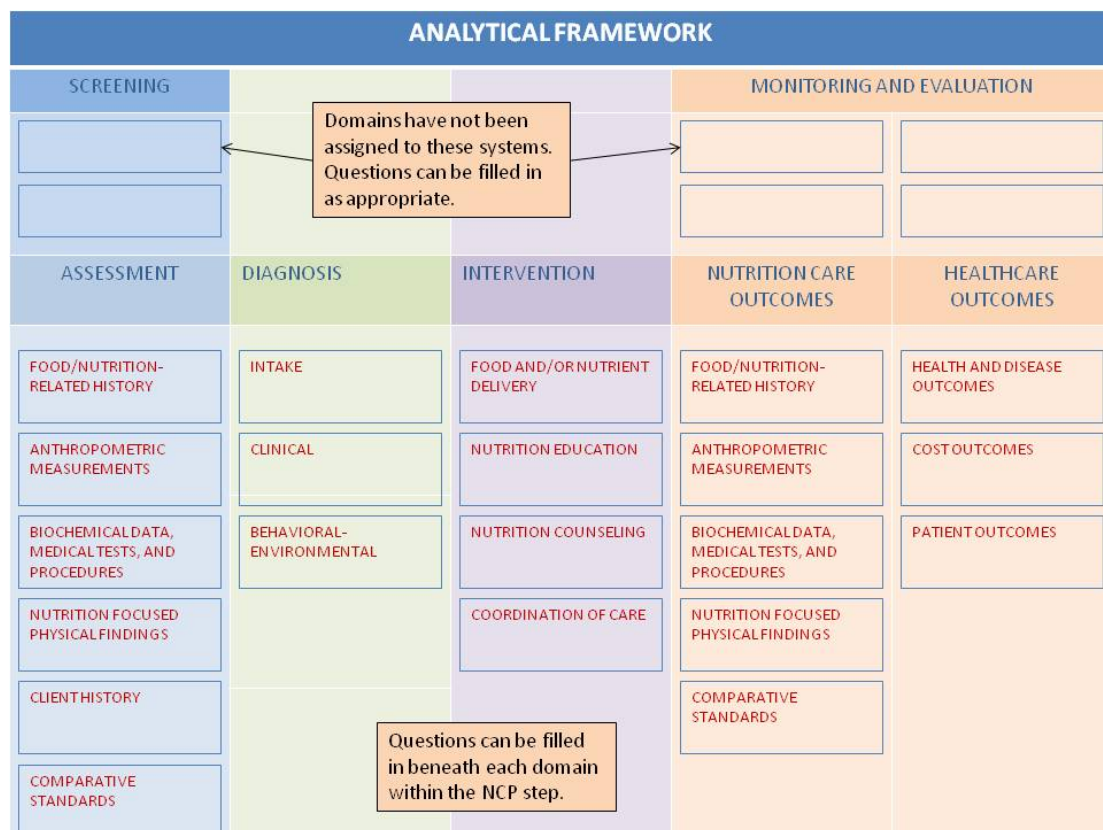 ANALYTICAL FRAMEWORK
SCREENING
MONITORING AND EVALUATION
Domains have not been
assigned to these systems.
Questions can be filled in
as appropriate.
ASSESSMENT
DIAGNOSIS
INTERVENTION
NUTRITION CARE
OUTCOMES
HEALTHCARE
OUTCOMES
FOOD/NUTRITION-
RELATED HISTORY
INTAKE
FOOD AND/OR NUTRIENT
DELIVERY
FOOD/NUTRITION-
RELATED HISTORY
HEALTH AND DISEASE
OUTCOMES
ANTHROPOMETRIC
MEASUREMENTS
CLINICAL
NUTRITION EDUCATION
ANTHROPOMETRIC
MEASUREMENTS
COST OUTCOMES
BIOCHEMICAL DATA,
MEDICAL TESTS, AND
PROCEDURES
BEHAVIORAL-
ENVIRONMENTAL
NUTRITION COUNSELING
BIOCHEMICAL DATA,
MEDICAL TESTS, AND
PROCEDURES
PATIENT OUTCOMES
NUTRITION FOCUSED
PHYSICAL FINDINGS
COORDINATION OF CARE
NUTRITION FOCUSED
PHYSICAL FINDINGS
CLIENT HISTORY
COMPARATIVE
STANDARDS
Questions can be filled
in beneath each domain
within the NCP step.
COMPARATIVE
STANDARDS